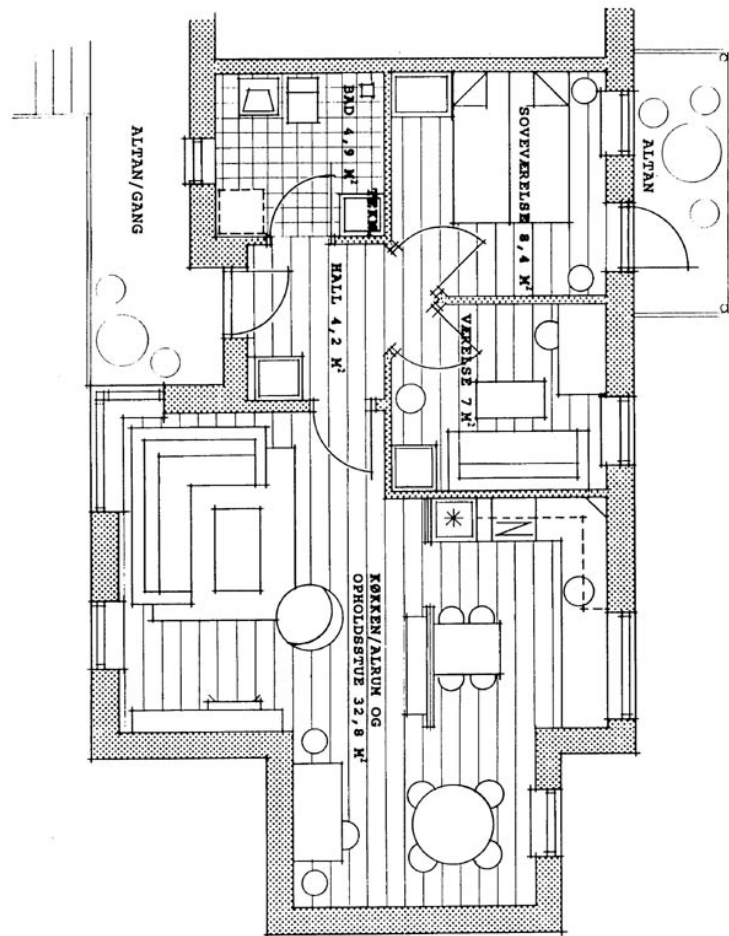 ALTAN/GANG
BAD 4,9 M²
TEKN.
HALL 4,2 M²
SOVEVÆRELSE 8,4 M²
ALTAN
VÆRELSE 7 M²
KØKKEN/ALRUM OG
OPHOLDSSTUE 32,8 M²